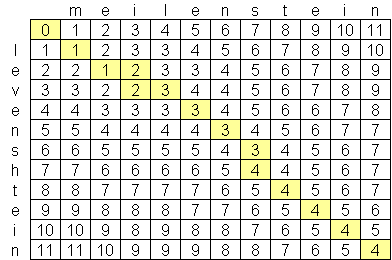 m e i l e n s t e i n
0 1 2 3 4 5 6 7 8 9 10 11
l 1 1 2 3 3 4 5 6 7 8 9 10
e 2 2 1 2 3 3 4 5 6 7 8 9
v 3 3 2 2 3 4 4 5 6 7 8 9
e 4 4 3 3 3 3 4 5 6 6 7 8
n 5 5 4 4 4 4 3 4 5 6 7 7
s 6 6 5 5 5 5 4 3 4 5 6 7
h 7 7 6 6 6 6 5 4 4 5 6 7
t 8 8 7 7 7 7 6 5 4 5 6 7
e 9 9 8 8 8 7 7 6 5 4 5 6
i 10 10 9 8 9 8 8 7 6 5 4 5
n 11 11 10 9 9 9 8 8 7 6 5 4